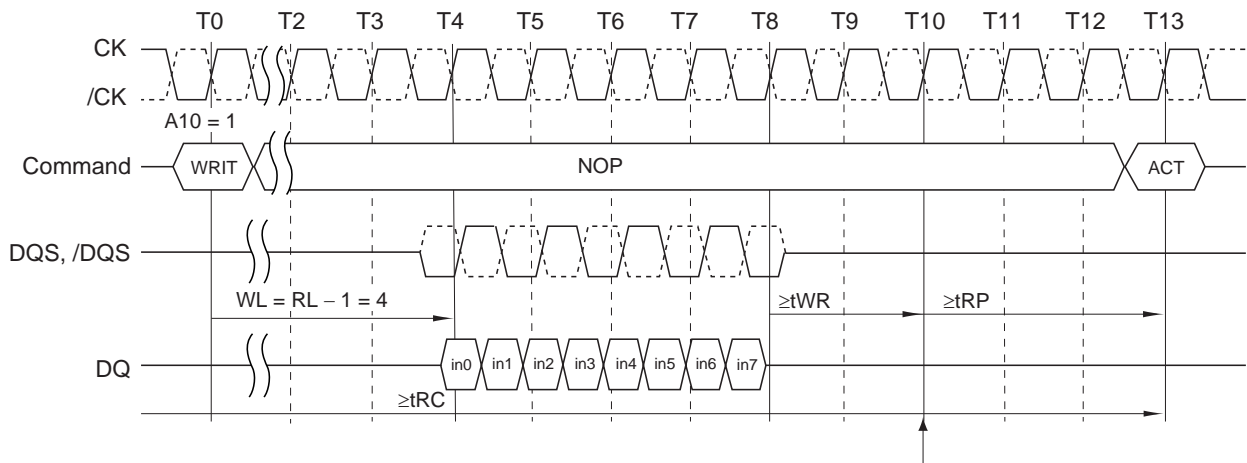 T0 T2 T3 T4 T5 T6 T7 T8 T9 T10 T11 T12 T13
CK
/CK
A10 = 1
Command WRIT NOP ACT
DQS, /DQS
WL = RL − 1 = 4 ≥tWR ≥tRP
DQ in0 in1 in2 in3 in4 in5 in6 in7
≥tRC